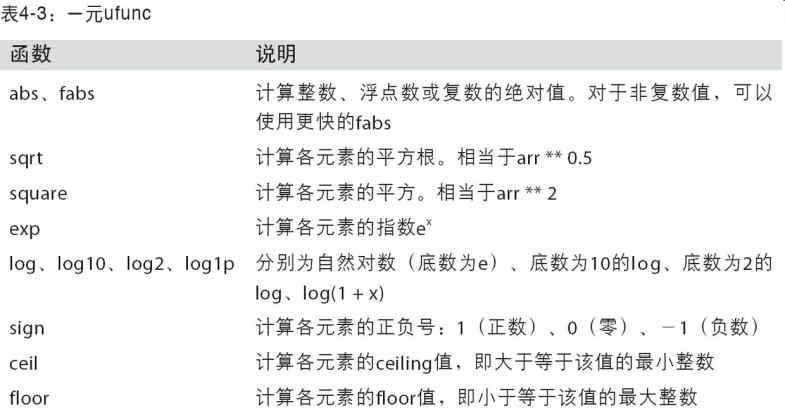 表4-3：一元ufunc
函数 说明
abs、fabs 计算整数、浮点数或复数的绝对值。对于非复数值，可以
使用更快的fabs
sqrt 计算各元素的平方根。相当于arr ** 0.5
square 计算各元素的平方。相当于arr ** 2
exp 计算各元素的指数eˣ
log、log10、log2、log1p 分别为自然对数（底数为e）、底数为10的log、底数为2的
log、log(1 + x)
sign 计算各元素的正负号：1（正数）、0（零）、－1（负数）
ceil 计算各元素的ceiling值，即大于等于该值的最小整数
floor 计算各元素的floor值，即小于等于该值的最大整数